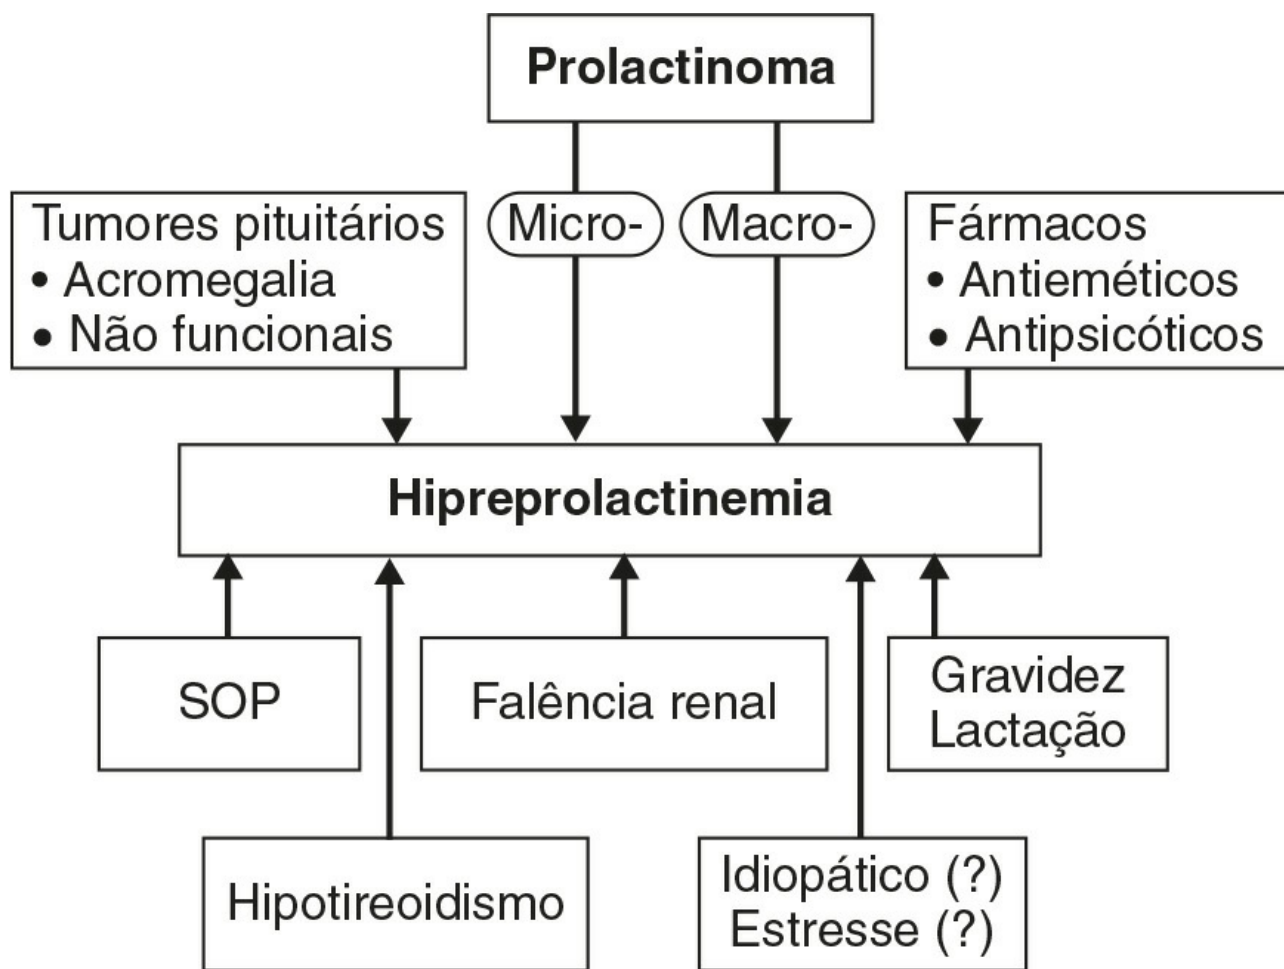 Prolactinoma
Tumores pituitários
• Acromegalia
• Não funcionais
Micro-
Macro-
Fármacos
• Antieméticos
• Antipsicóticos
Hipreprolactinemia
SOP
Falência renal
Gravidez
Lactação
Hipotireoidismo
Idiopático (?)
Estresse (?)